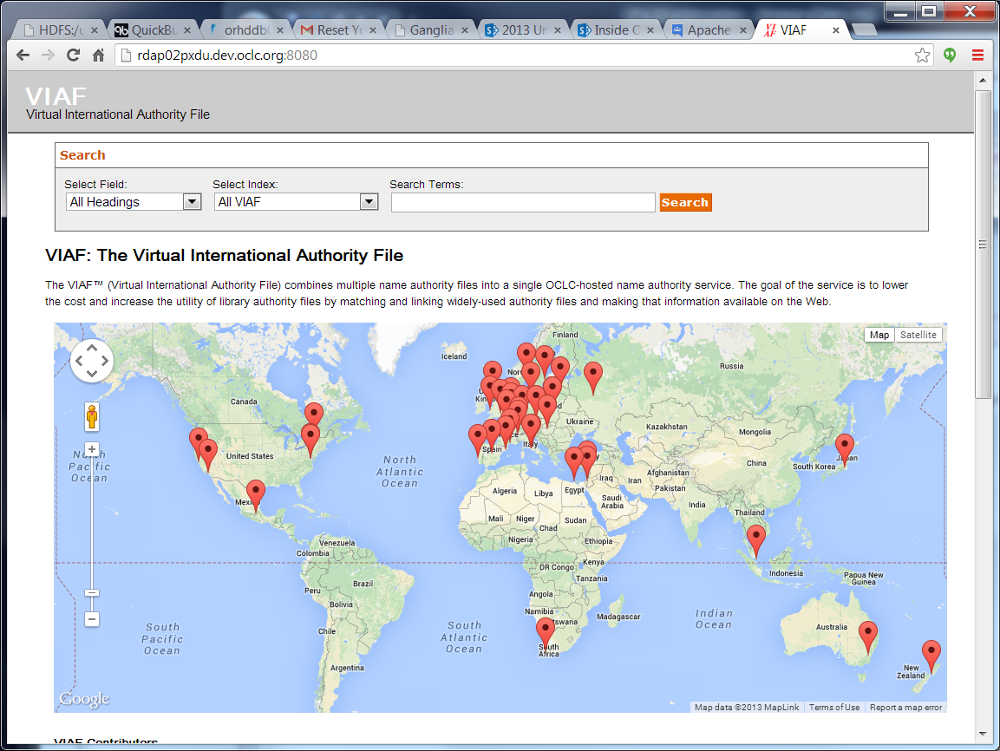 HDFS:/u
QuickBu
orhddb
Reset Yo
Ganglia
2013 Ur
Inside C
Apache
VIAF
rdap02pxdu.dev.oclc.org:8080
VIAF
Virtual International Authority File
Search
Select Field:
Select Index:
Search Terms:
All Headings
All VIAF
Search
VIAF: The Virtual International Authority File
The VIAF™ (Virtual International Authority File) combines multiple name authority files into a single OCLC-hosted name authority service. The goal of the service is to lower
the cost and increase the utility of library authority files by matching and linking widely-used authority files and making that information available on the Web.
Map
Satellite
Finland
Iceland
Russia
Canada
Ukraine
Kazakhstan
Mongolia
North
Pacific
Ocean
United States
North
Atlantic
Ocean
Spain
Italy
China
South Korea
Japan
Iraq
Iran
Afghanistan
Pakistan
Algeria
Libya
Egypt
Saudi
Arabia
India
Mexico
Mali
Niger
Chad
Sudan
Thailand
Nigeria
Ethiopia
Venezuela
Colombia
DR Congo
Kenya
Tanzania
Indonesia
Papua New
Guinea
Peru
Brazil
Angola
Bolivia
Namibia
Madagascar
Indian
Ocean
South
Pacific
Ocean
South
Atlantic
Ocean
Chile
Australia
South
Africa
Argentina
New
Zealand
Google
Map data ©2013 MapLink
Terms of Use
Report a map error
VIAF Contributors